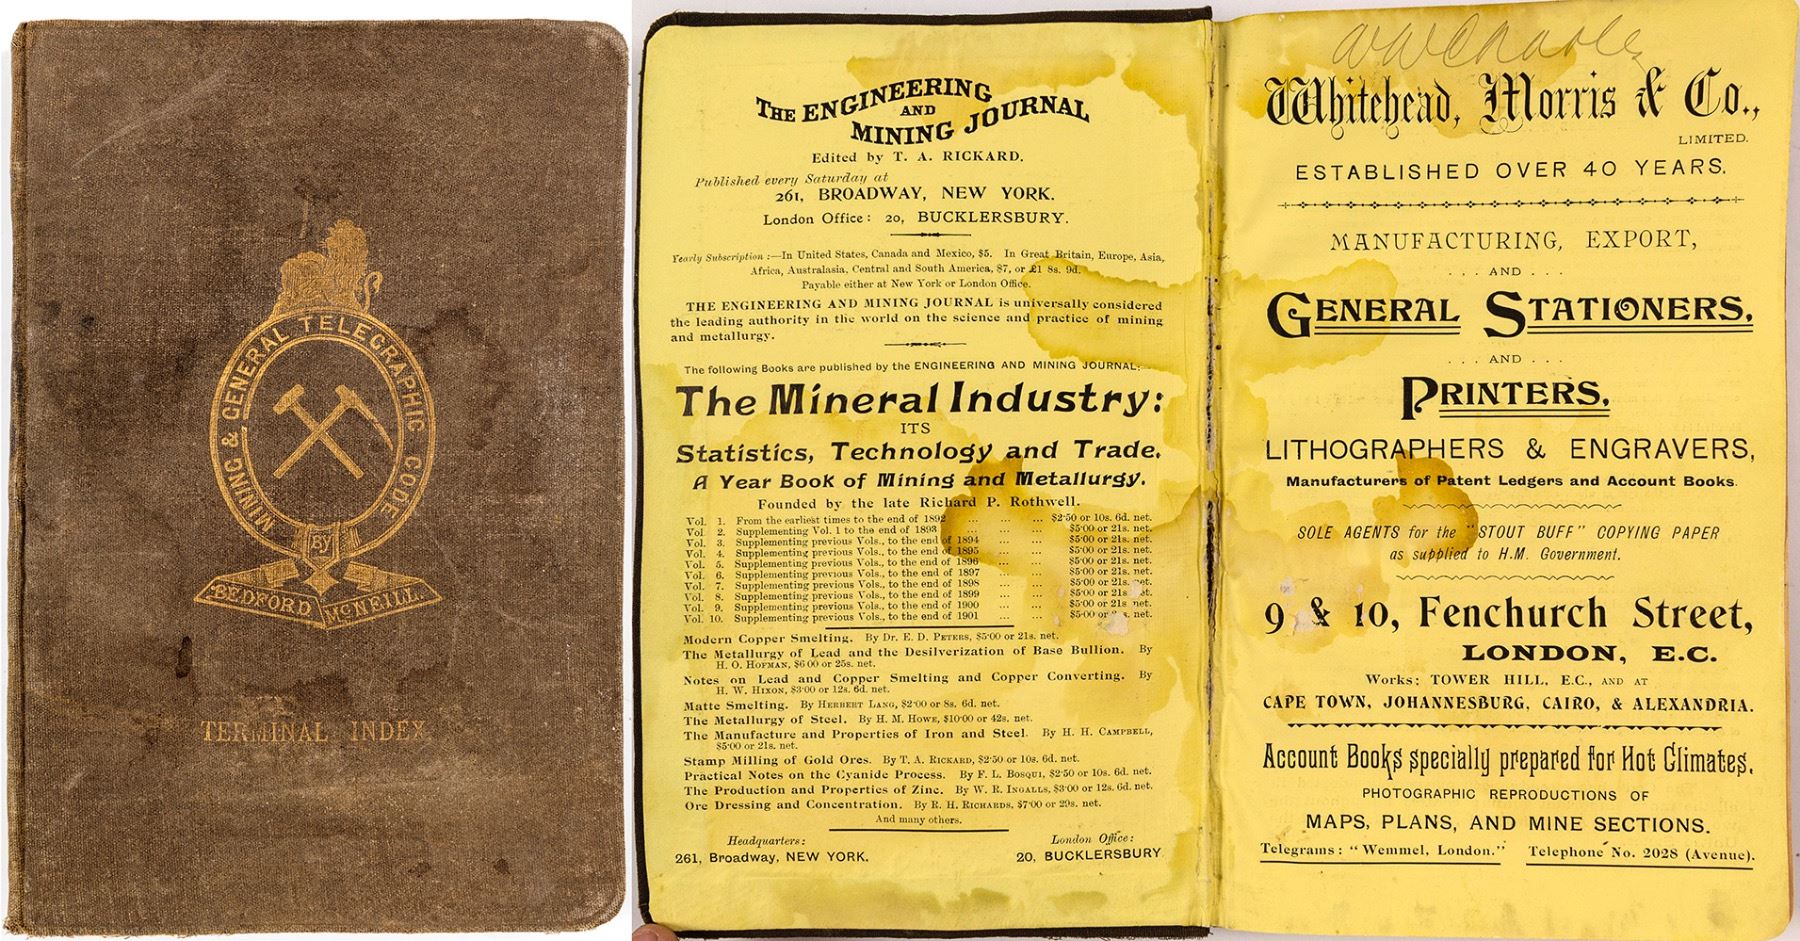 MINING & GENERAL TELEGRAPHIC CODE
BY
BEDFORD McNEILL.
TERMINAL INDEX
THE ENGINEERING
AND
MINING JOURNAL
Edited by T. A. RICKARD.
Published every Saturday at
261, BROADWAY, NEW YORK.
London Office: 20, BUCKLERSBURY.
Yearly Subscription:—In United States, Canada and Mexico, $5. In Great Britain, Europe, Asia,
Africa, Australasia, Central and South America, $7, or £1 8s. 9d.
Payable either at New York or London Office.
THE ENGINEERING AND MINING JOURNAL is universally considered
the leading authority in the world on the science and practice of mining
and metallurgy.
The following Books are published by the ENGINEERING AND MINING JOURNAL:
The Mineral Industry:
ITS
Statistics, Technology and Trade.
A Year Book of Mining and Metallurgy.
Founded by the late Richard P. Rothwell.
Vol. 1. From the earliest times to the end of 1892 ... ... ... $2·50 or 10s. 6d. net.
Vol. 2. Supplementing Vol. 1 to the end of 1893 ... ... $5·00 or 21s. net.
Vol. 3. Supplementing previous Vols., to the end of 1894 ... ... $5·00 or 21s. net.
Vol. 4. Supplementing previous Vols., to the end of 1895 ... ... $5·00 or 21s. net.
Vol. 5. Supplementing previous Vols., to the end of 1896 ... ... $5·00 or 21s. net.
Vol. 6. Supplementing previous Vols., to the end of 1897 ... ... $5·00 or 21s. net.
Vol. 7. Supplementing previous Vols., to the end of 1898 ... ... $5·00 or 21s. net.
Vol. 8. Supplementing previous Vols., to the end of 1899 ... ... $5·00 or 21s. net.
Vol. 9. Supplementing previous Vols., to the end of 1900 ... ... $5·00 or 21s. net.
Vol. 10. Supplementing previous Vols., to the end of 1901 ... ... $5·00 or net.
Modern Copper Smelting. By Dr. E. D. PETERS, $5·00 or 21s. net.
The Metallurgy of Lead and the Desilverization of Base Bullion. By
H. O. HOFMAN, $6·00 or 25s. net.
Notes on Lead and Copper Smelting and Copper Converting. By
H. W. HIXON, $3·00 or 12s. 6d. net.
Matte Smelting. By HERBERT LANG, $2·00 or 8s. 6d. net.
The Metallurgy of Steel. By H. M. HOWE, $10·00 or 42s. net.
The Manufacture and Properties of Iron and Steel. By H. H. CAMPBELL,
$5·00 or 21s. net.
Stamp Milling of Gold Ores. By T. A. RICKARD, $2·50 or 10s. 6d. net.
Practical Notes on the Cyanide Process. By F. L. BOSQUI, $2·50 or 10s. 6d. net.
The Production and Properties of Zinc. By W. R. INGALLS, $3·00 or 12s. 6d. net.
Ore Dressing and Concentration. By R. H. RICHARDS, $7·00 or 29s. net.
And many others.
Headquarters:
261, Broadway, NEW YORK.
London Office:
20, BUCKLERSBURY
Whitehead, Morris & Co.,
LIMITED.
ESTABLISHED OVER 40 YEARS.
MANUFACTURING, EXPORT,
... AND ...
GENERAL STATIONERS,
... AND ...
PRINTERS,
LITHOGRAPHERS & ENGRAVERS,
Manufacturers of Patent Ledgers and Account Books.
SOLE AGENTS for the "STOUT BUFF" COPYING PAPER
as supplied to H.M. Government.
9 & 10, Fenchurch Street,
LONDON, E.C.
Works: TOWER HILL, E.C., AND AT
CAPE TOWN, JOHANNESBURG, CAIRO, & ALEXANDRIA.
Account Books specially prepared for Hot Climates.
PHOTOGRAPHIC REPRODUCTIONS OF
MAPS, PLANS, AND MINE SECTIONS.
Telegrams: "Wemmel, London." Telephone No. 2028 (Avenue).